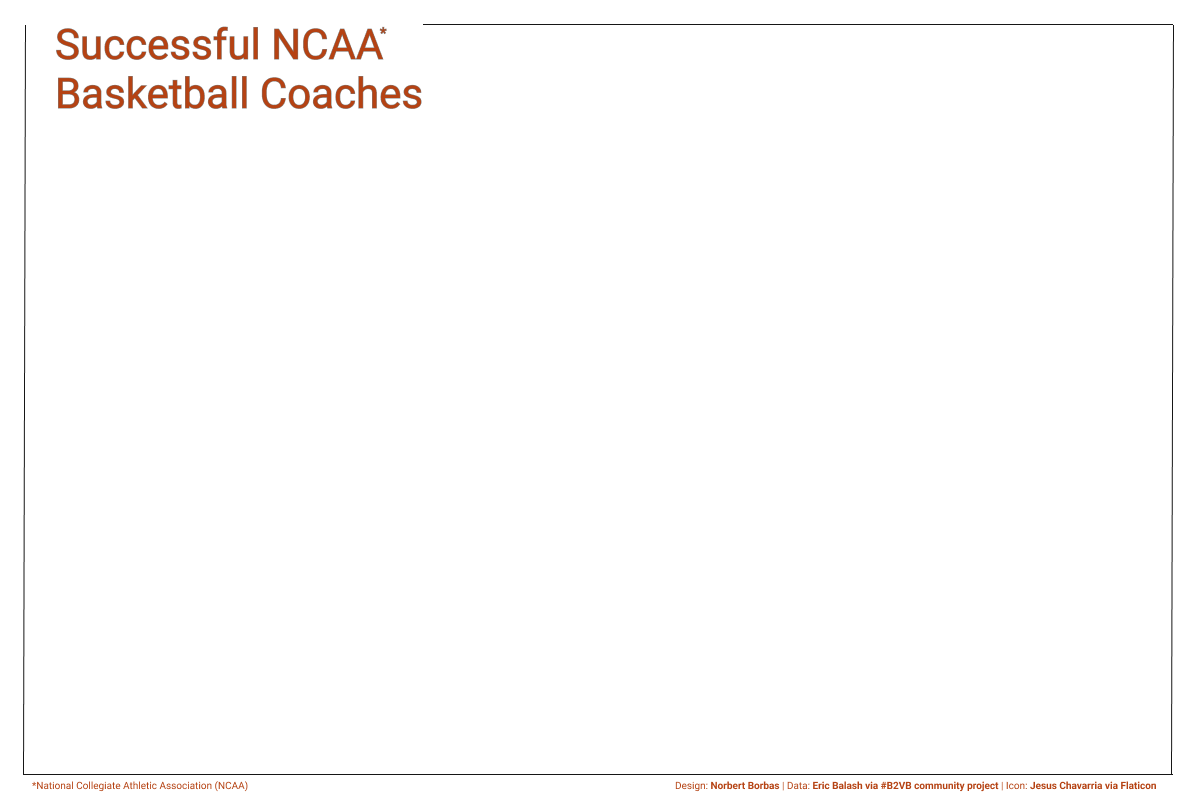 Successful NCAA*
Basketball Coaches
*National Collegiate Athletic Association (NCAA)
Design: Norbert Borbas | Data: Eric Balash via #B2VB community project | Icon: Jesus Chavarria via Flaticon